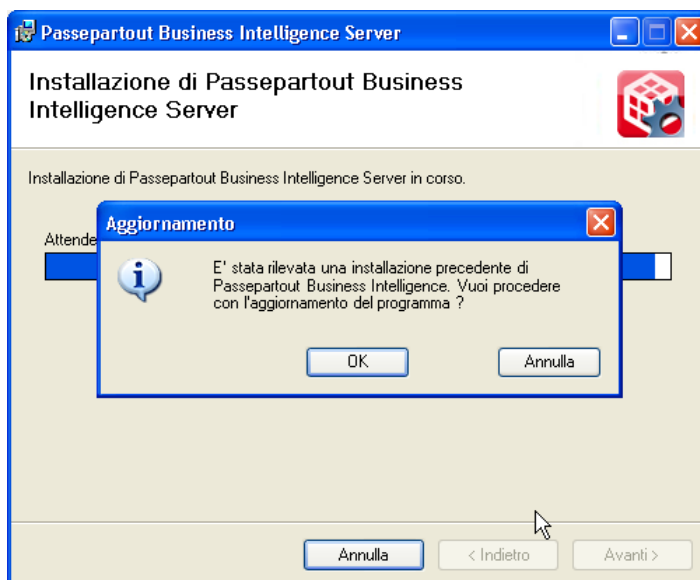 Passepartout Business Intelligence Server
Installazione di Passepartout Business
Intelligence Server
Installazione di Passepartout Business Intelligence Server in corso.
Attende
Aggiornamento
E' stata rilevata una installazione precedente di
Passepartout Business Intelligence. Vuoi procedere
con l'aggiornamento del programma ?
OK
Annulla
Annulla
< Indietro
Avanti >